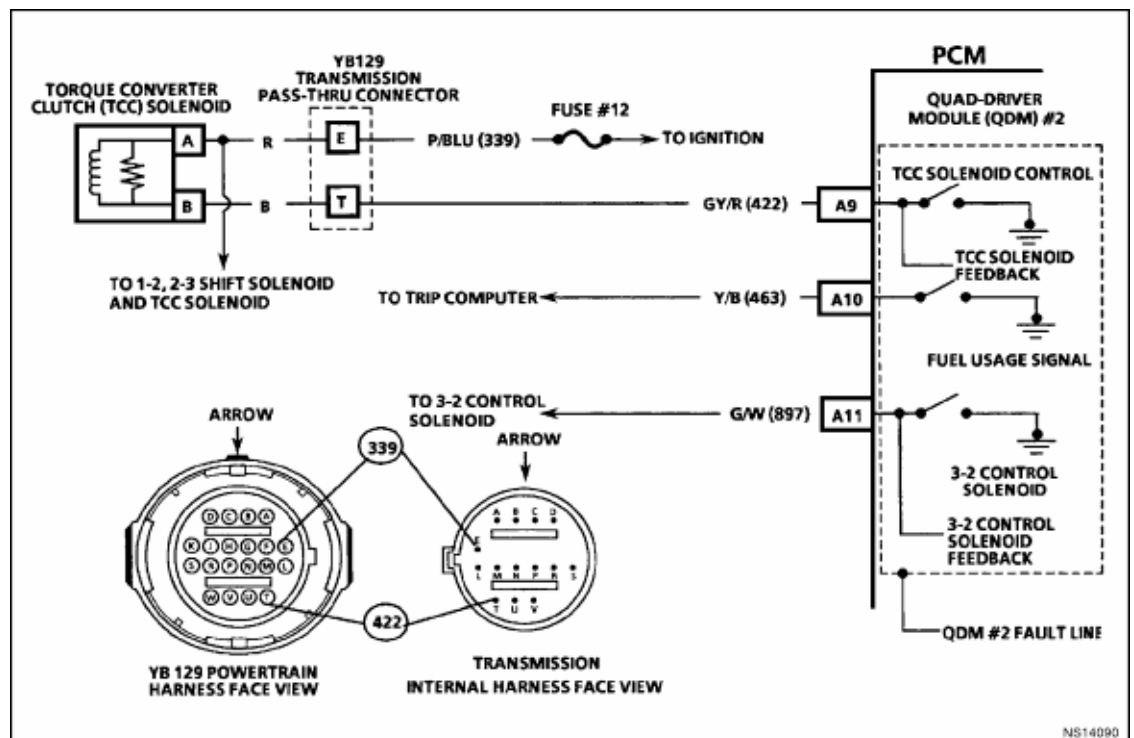 PCM
YB129
TRANSMISSION
PASS-THRU CONNECTOR
TORQUE CONVERTER
CLUTCH (TCC) SOLENOID
FUSE #12
QUAD-DRIVER
MODULE (QDM) #2
A
R
E
P/BLU (339)
TO IGNITION
TCC SOLENOID CONTROL
B
B
T
GY/R (422)
A9
TCC SOLENOID
FEEDBACK
TO 1-2, 2-3 SHIFT SOLENOID
AND TCC SOLENOID
TO TRIP COMPUTER
Y/B (463)
A10
FUEL USAGE SIGNAL
TO 3-2 CONTROL
SOLENOID
G/W (897)
A11
ARROW
ARROW
339
3-2 CONTROL
SOLENOID
3-2 CONTROL
SOLENOID
FEEDBACK
D C B A
K J H G F E
S R P N M L
W V U T
A B C D
E
L M N P R S
T U V
422
QDM #2 FAULT LINE
YB 129 POWERTRAIN
HARNESS FACE VIEW
TRANSMISSION
INTERNAL HARNESS FACE VIEW
NS14090